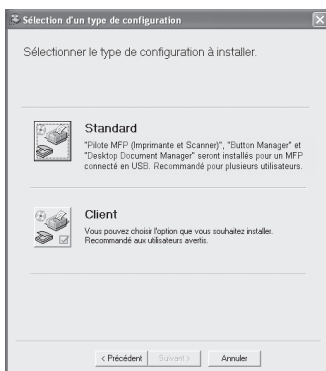 Sélection d'un type de configuration
Sélectionner le type de configuration à installer.
Standard
"Pilote MFP (Imprimante et Scanner)", "Button Manager" et
"Desktop Document Manager" seront installés pour un MFP
connecté en USB. Recommandé pour plusieurs utilisateurs.
Client
Vous pouvez choisir l'option que vous souhaitez installer.
Recommandé aux utilisateurs avertis.
< Précédent Suivant > Annuler